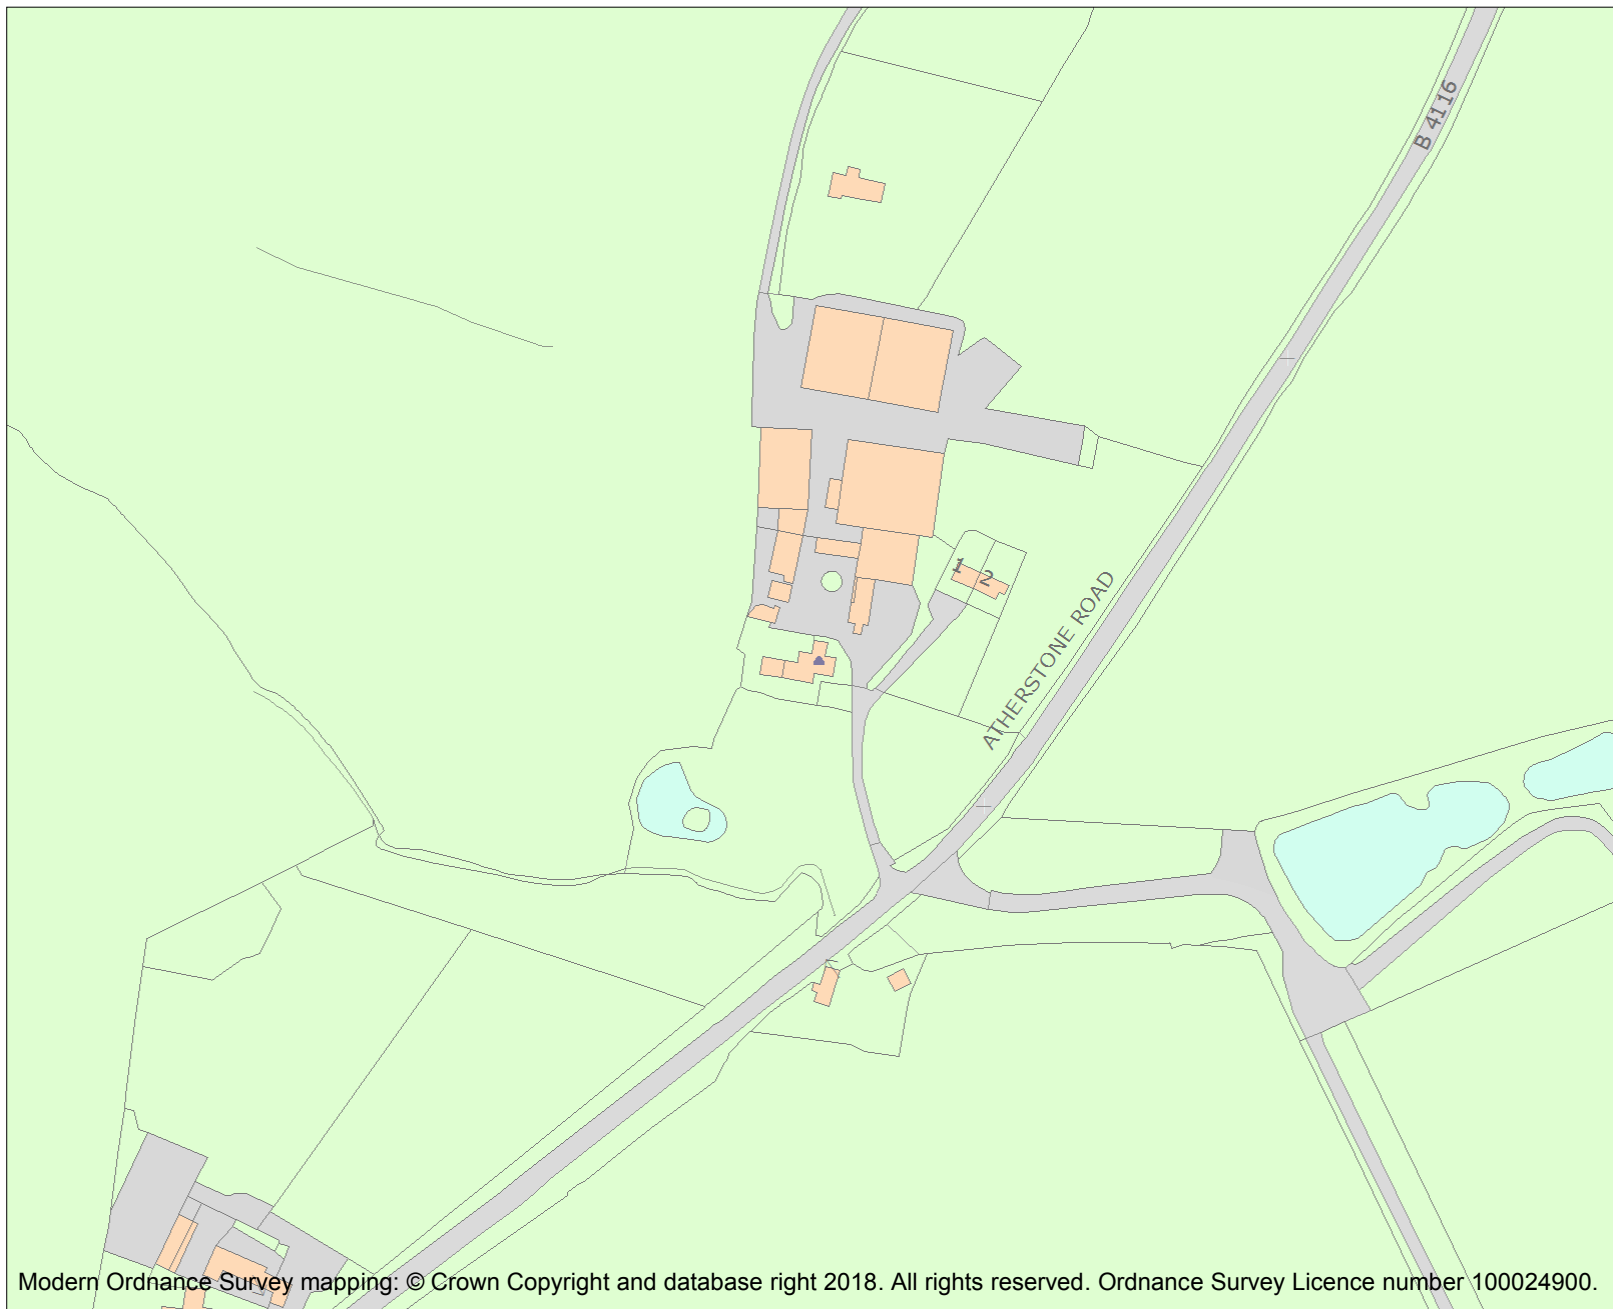 B 4116
1
2
ATHERSTONE ROAD
Modern Ordnance Survey mapping: © Crown Copyright and database right 2018. All rights reserved. Ordnance Survey Licence number 100024900.